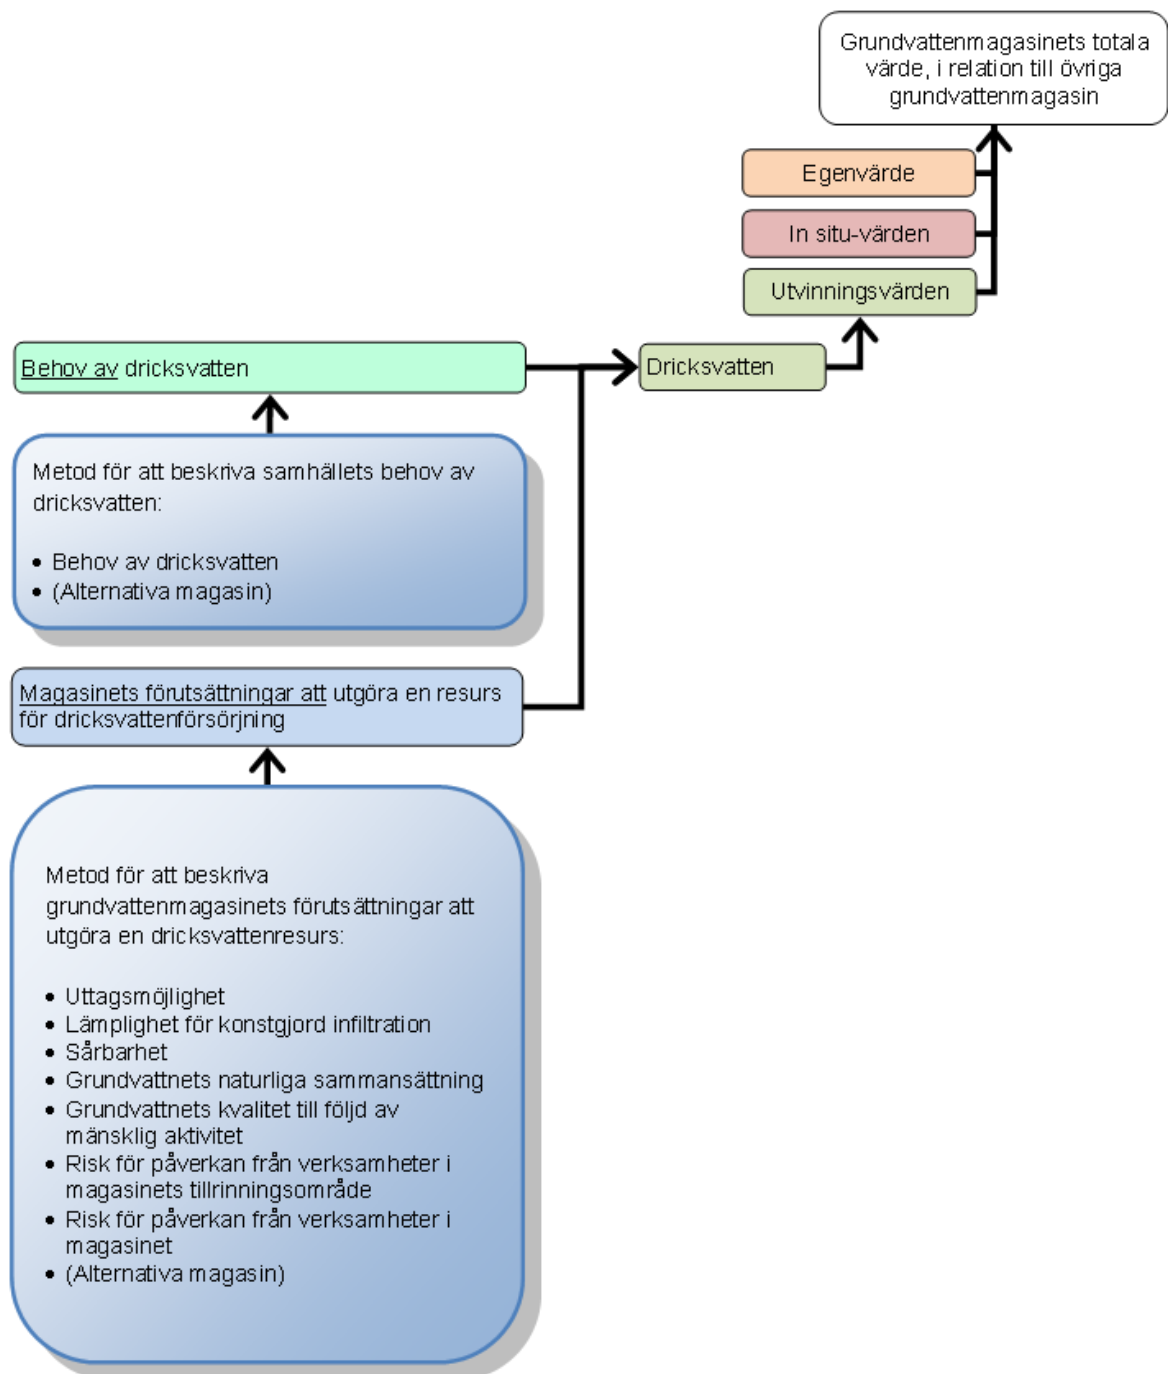 Grundvattenmagasinets totala
värde, i relation till övriga
grundvattenmagasin
Egenvärde
In situ-värden
Utvinningsvärden
Behov av dricksvatten
Dricksvatten
Metod för att beskriva samhällets behov av
dricksvatten:
• Behov av dricksvatten
• (Alternativa magasin)
Magasinets förutsättningar att utgöra en resurs
för dricksvattenförsörjning
Metod för att beskriva
grundvattenmagasinets förutsättningar att
utgöra en dricksvattenresurs:
• Uttagsmöjlighet
• Lämplighet för konstgjord infiltration
• Sårbarhet
• Grundvattnets naturliga sammansättning
• Grundvattnets kvalitet till följd av
mänsklig aktivitet
• Risk för påverkan från verksamheter i
magasinets tillrinningsområde
• Risk för påverkan från verksamheter i
magasinet
• (Alternativa magasin)